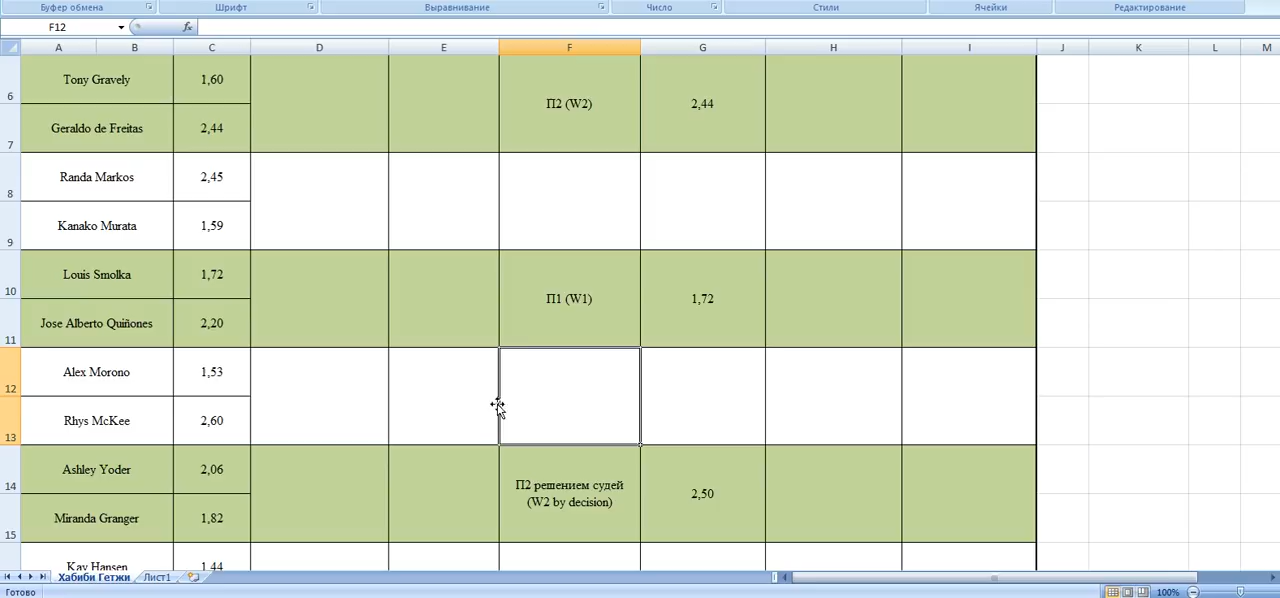 Буфер обмена Шрифт Выравнивание Число Стили Ячейки Редактирование
F12 fx
A B C D E F G H I J K L M
6 Tony Gravely 1,60
П2 (W2) 2,44
7 Geraldo de Freitas 2,44
8 Randa Markos 2,45
9 Kanako Murata 1,59
10 Louis Smolka 1,72
П1 (W1) 1,72
11 Jose Alberto Quiñones 2,20
12 Alex Morono 1,53
13 Rhys McKee 2,60
14 Ashley Yoder 2,06
П2 решением судей
(W2 by decision) 2,50
15 Miranda Granger 1,82
Kay Hansen 1,44
Хабиби Гетжи Лист1
Готово 100%